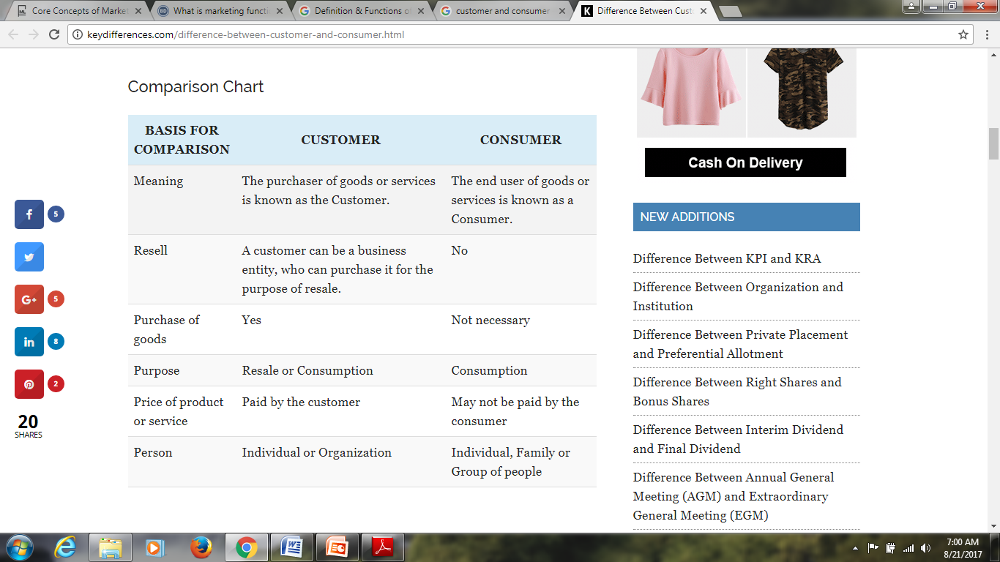 Core Concepts of Market
What is marketing functi
Definition & Functions o
customer and consumer
Difference Between Cust
keydifferences.com/difference-between-customer-and-consumer.html
Comparison Chart
BASIS FOR COMPARISON
CUSTOMER
CONSUMER
Meaning
The purchaser of goods or services
is known as the Customer.
The end user of goods or
services is known as a
Consumer.
Resell
A customer can be a business
entity, who can purchase it for the
purpose of resale.
No
Purchase of
goods
Yes
Not necessary
Purpose
Resale or Consumption
Consumption
Price of product
or service
Paid by the customer
May not be paid by the
consumer
Person
Individual or Organization
Individual, Family or
Group of people
5
G+ 5
in 8
2
20
SHARES
Cash On Delivery
NEW ADDITIONS
Difference Between KPI and KRA
Difference Between Organization and
Institution
Difference Between Private Placement
and Preferential Allotment
Difference Between Right Shares and
Bonus Shares
Difference Between Interim Dividend
and Final Dividend
Difference Between Annual General
Meeting (AGM) and Extraordinary
General Meeting (EGM)
7:00 AM
8/21/2017